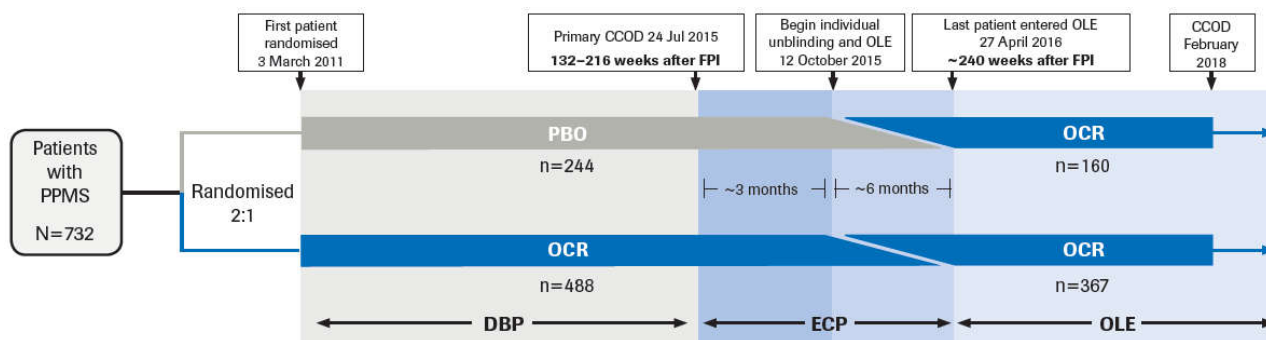 First patient
randomised
3 March 2011
Primary CCOD 24 Jul 2015
132–216 weeks after FPI
Begin individual
unblinding and OLE
12 October 2015
Last patient entered OLE
27 April 2016
~240 weeks after FPI
CCOD
February
2018
Patients
with
PPMS
N=732
Randomised
2:1
PBO
n=244
OCR
n=160
~3 months
~6 months
OCR
n=488
OCR
n=367
DBP
ECP
OLE